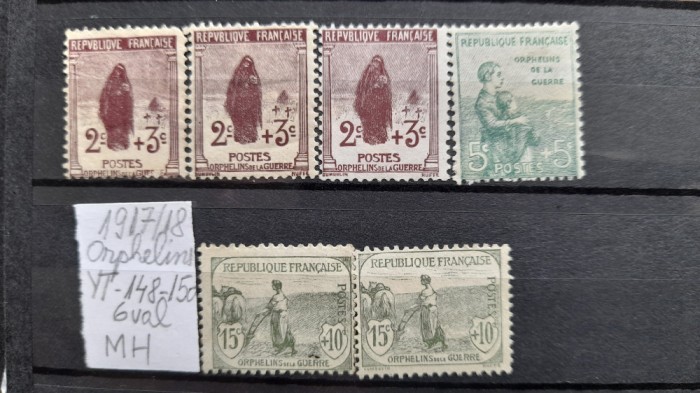 REPVBLIQVE FRANÇAISE
2c +3c
POSTES
ORPHELINS DE LA GUERRE
REPVBLIQVE FRANÇAISE
2c +3c
POSTES
ORPHELINS DE LA GUERRE
REPVBLIQVE FRANÇAISE
2c +3c
POSTES
ORPHELINS DE LA GUERRE
REPUBLIQUE FRANÇAISE
ORPHELINS
DE LA
GUERRE
5c POSTES +5c
1917/18
Orphelins
YT-148-150
6val
MH
REPUBLIQUE FRANÇAISE
POSTES
15c +10c
ORPHELINS DE LA GUERRE
REPUBLIQUE FRANÇAISE
POSTES
15c +10c
ORPHELINS DE LA GUERRE